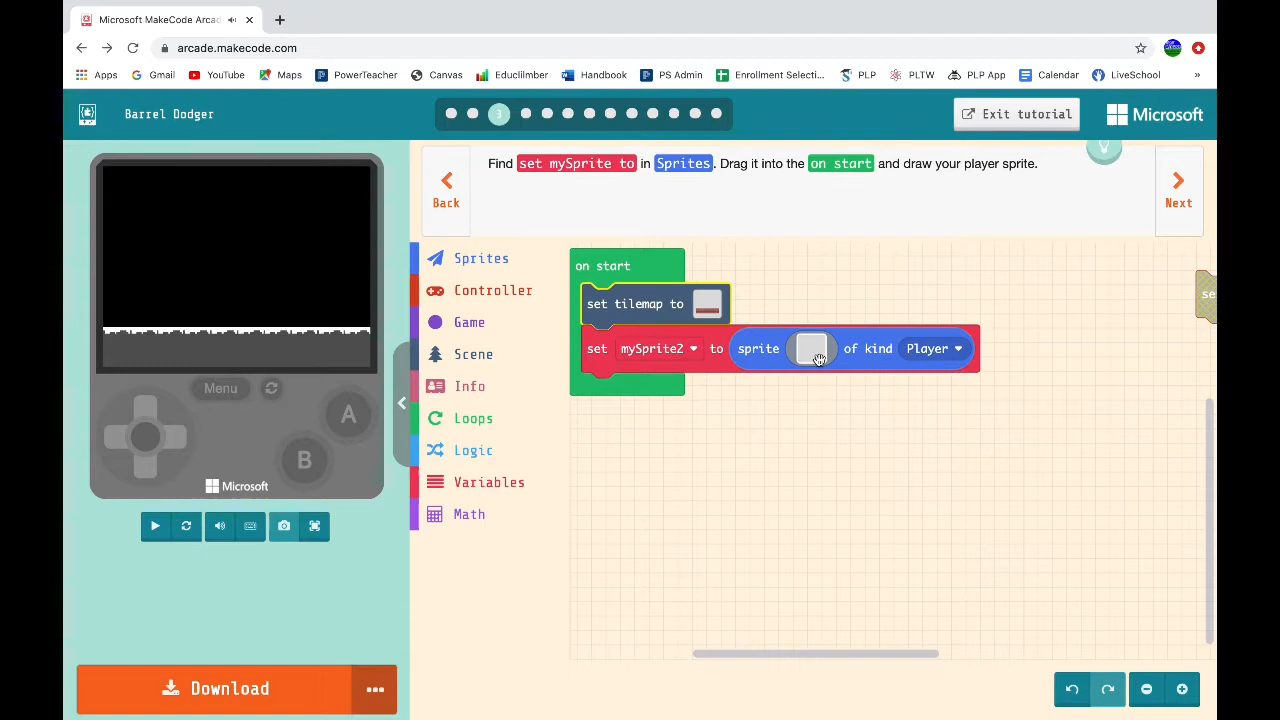 Microsoft MakeCode Arcad
arcade.makecode.com
Apps Gmail YouTube Maps PowerTeacher Canvas Educlimber Handbook PS Admin Enrollment Selecti... PLP PLTW PLP App Calendar LiveSchool »
Barrel Dodger
3
Exit tutorial
Microsoft
Find set mySprite to in Sprites. Drag it into the on start and draw your player sprite.
Back
Next
Sprites
Controller
Game
Scene
Info
Loops
Logic
Variables
Math
on start
set tilemap to
set mySprite2 to sprite of kind Player
se
Menu
A
B
Microsoft
Download